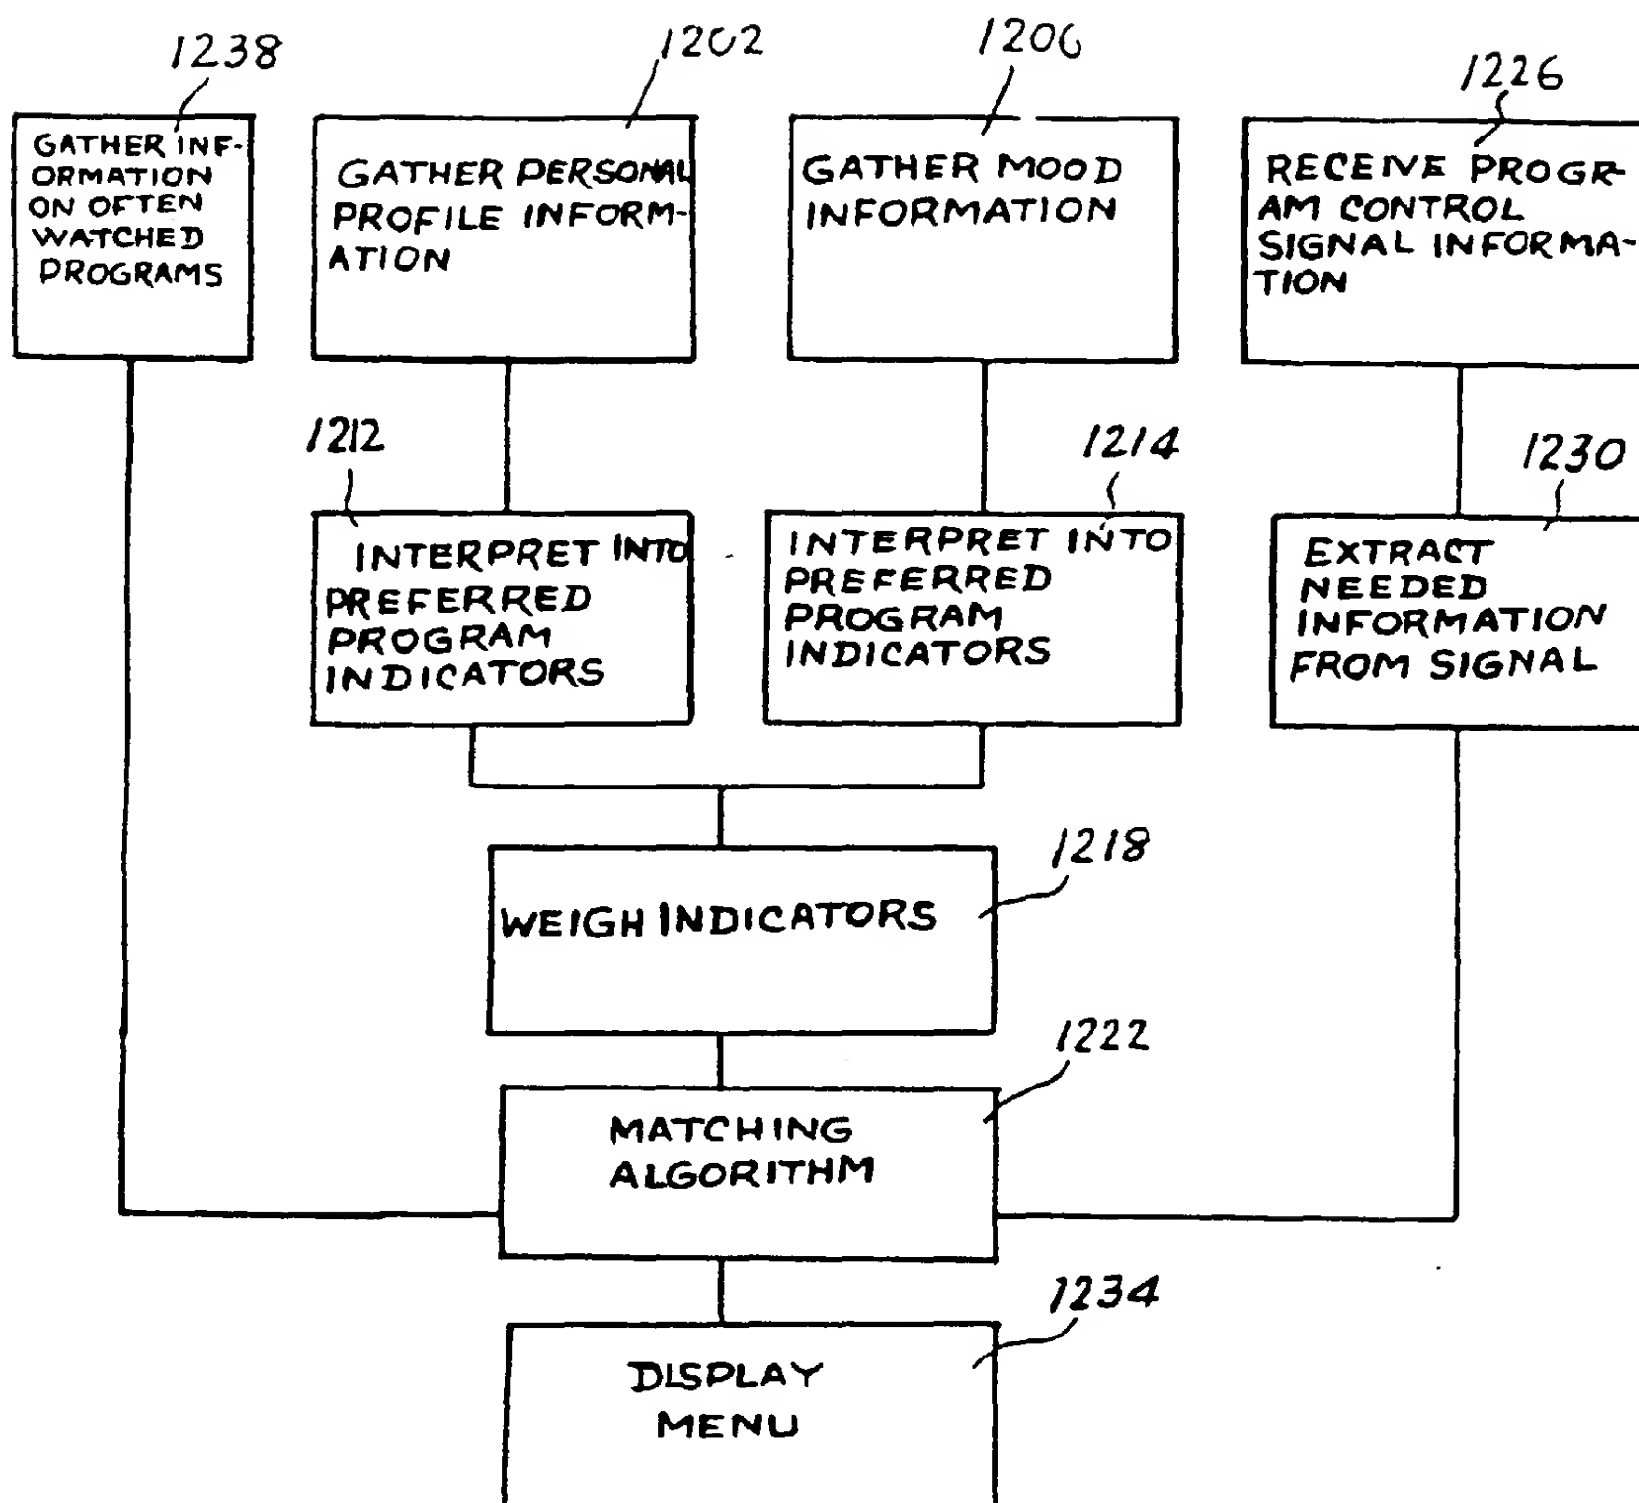 1238
1202
1206
1226
GATHER INF-
ORMATION
ON OFTEN
WATCHED
PROGRAMS
GATHER PERSONAL
PROFILE INFORM-
ATION
GATHER MOOD
INFORMATION
RECEIVE PROGR-
AM CONTROL
SIGNAL INFORMA-
TION
1212
1214
1230
INTERPRET INTO
PREFERRED
PROGRAM
INDICATORS
INTERPRET INTO
PREFERRED
PROGRAM
INDICATORS
EXTRACT
NEEDED
INFORMATION
FROM SIGNAL
1218
WEIGH INDICATORS
1222
MATCHING
ALGORITHM
1234
DISPLAY
MENU